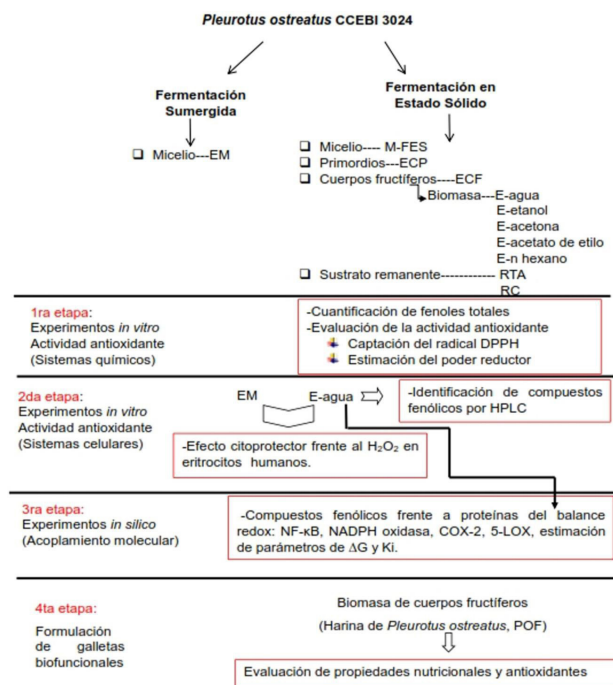 Pleurotus ostreatus CCEBI 3024
Fermentación
Sumergida
Micelio---EM
Fermentación en
Estado Sólido
Micelio---- M-FES
Primordios---ECP
Cuerpos fructíferos----ECF
Biomasa---E-agua
E-etanol
E-acetona
E-acetato de etilo
E-n hexano
Sustrato remanente------------ RTA
RC
1ra etapa:
Experimentos in vitro
Actividad antioxidante
(Sistemas químicos)
-Cuantificación de fenoles totales
-Evaluación de la actividad antioxidante
Captación del radical DPPH
Estimación del poder reductor
2da etapa:
Experimentos in vitro
Actividad antioxidante
(Sistemas celulares)
EM E-agua
-Identificación de compuestos
fenólicos por HPLC
-Efecto citoprotector frente al H₂O₂ en
eritrocitos humanos.
3ra etapa:
Experimentos in silico
(Acoplamiento molecular)
-Compuestos fenólicos frente a proteínas del balance
redox: NF-κB, NADPH oxidasa, COX-2, 5-LOX, estimación
de parámetros de ΔG y Ki.
4ta etapa:
Formulación
de galletas
biofuncionales
Biomasa de cuerpos fructíferos
(Harina de Pleurotus ostreatus, POF)
Evaluación de propiedades nutricionales y antioxidantes